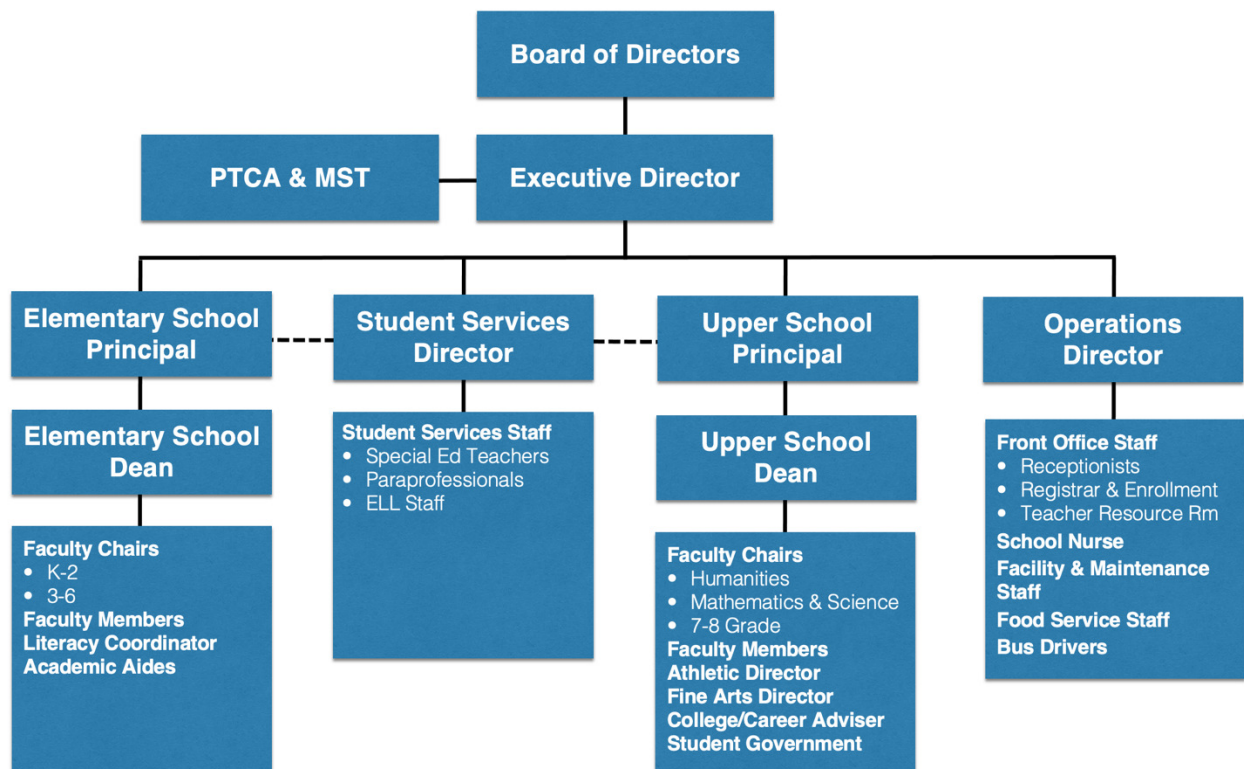 Board of Directors
PTCA & MST
Executive Director
Elementary School
Principal
Student Services
Director
Upper School
Principal
Operations
Director
Elementary School
Dean
Student Services Staff
• Special Ed Teachers
• Paraprofessionals
• ELL Staff
Upper School
Dean
Front Office Staff
• Receptionists
• Registrar & Enrollment
• Teacher Resource Rm
School Nurse
Facility & Maintenance
Staff
Food Service Staff
Bus Drivers
Faculty Chairs
• K-2
• 3-6
Faculty Members
Literacy Coordinator
Academic Aides
Faculty Chairs
• Humanities
• Mathematics & Science
• 7-8 Grade
Faculty Members
Athletic Director
Fine Arts Director
College/Career Adviser
Student Government